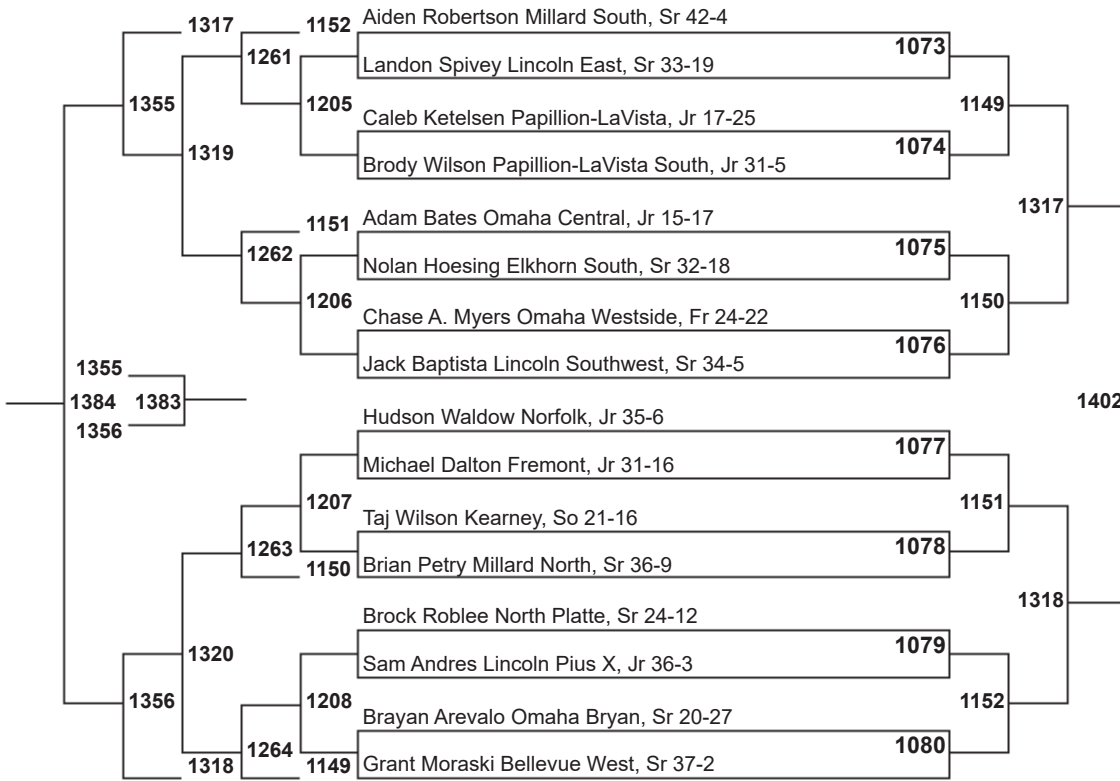 1317 1152 Aiden Robertson Millard South, Sr 42-4
1073
1261
Landon Spivey Lincoln East, Sr 33-19
1355 1205 1149
Caleb Ketelsen Papillion-LaVista, Jr 17-25
1074
1319
Brody Wilson Papillion-LaVista South, Jr 31-5
1317
1151 Adam Bates Omaha Central, Jr 15-17
1075
1262
Nolan Hoesing Elkhorn South, Sr 32-18
1206 1150
Chase A. Myers Omaha Westside, Fr 24-22
1076
Jack Baptista Lincoln Southwest, Sr 34-5
1355
1384 1383 1402
1356
Hudson Waldow Norfolk, Jr 35-6
1077
Michael Dalton Fremont, Jr 31-16
1207 1151
Taj Wilson Kearney, So 21-16
1078
1263
1150 Brian Petry Millard North, Sr 36-9
1318
Brock Roblee North Platte, Sr 24-12
1079
1320
Sam Andres Lincoln Pius X, Jr 36-3
1356 1208 1152
Brayan Arevalo Omaha Bryan, Sr 20-27
1080
1264
1318 1149 Grant Moraski Bellevue West, Sr 37-2